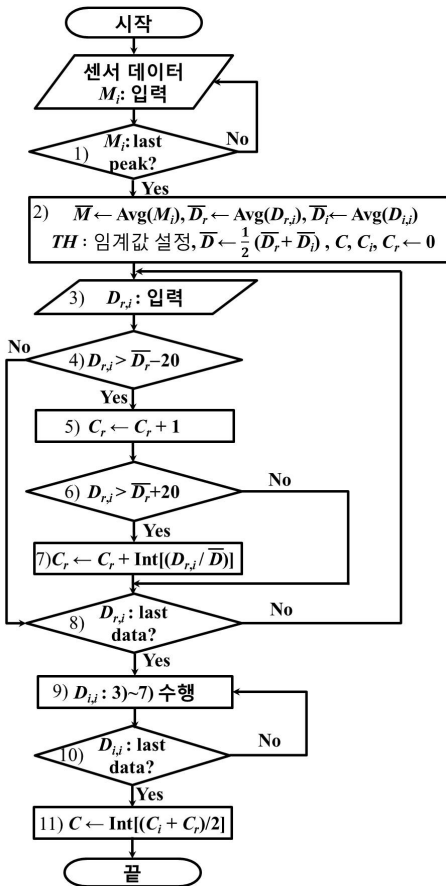 시작
센서 데이터
Mᵢ: 입력
No
1) Mᵢ: last
peak?
Yes
2) M̅ ← Avg(Mᵢ), D̅ᵣ ← Avg(Dᵣ,ᵢ), D̅ᵢ ← Avg(Dᵢ,ᵢ)
TH : 임계값 설정, D̅ ← ½ (D̅ᵣ + D̅ᵢ) , C, Cᵢ, Cᵣ ← 0
3) Dᵣ,ᵢ : 입력
No
4) Dᵣ,ᵢ > D̅ᵣ−20
Yes
5) Cᵣ ← Cᵣ + 1
6) Dᵣ,ᵢ > D̅ᵣ+20
No
Yes
7)Cᵣ ← Cᵣ + Int[(Dᵣ,ᵢ / D̅)]
8) Dᵣ,ᵢ : last
data?
No
Yes
9) Dᵢ,ᵢ : 3)~7) 수행
10) Dᵢ,ᵢ : last
data?
No
Yes
11) C ← Int[(Cᵢ + Cᵣ)/2]
끝